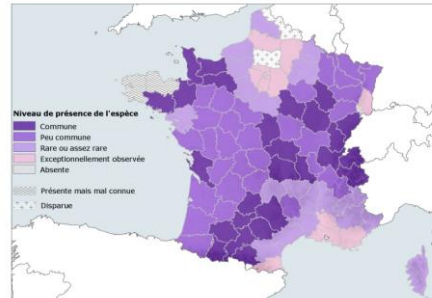 Niveau de présence de l'espèce
Commune
Peu commune
Rare ou assez rare
Exceptionnellement observée
Absente
Présente mais mal connue
Disparue